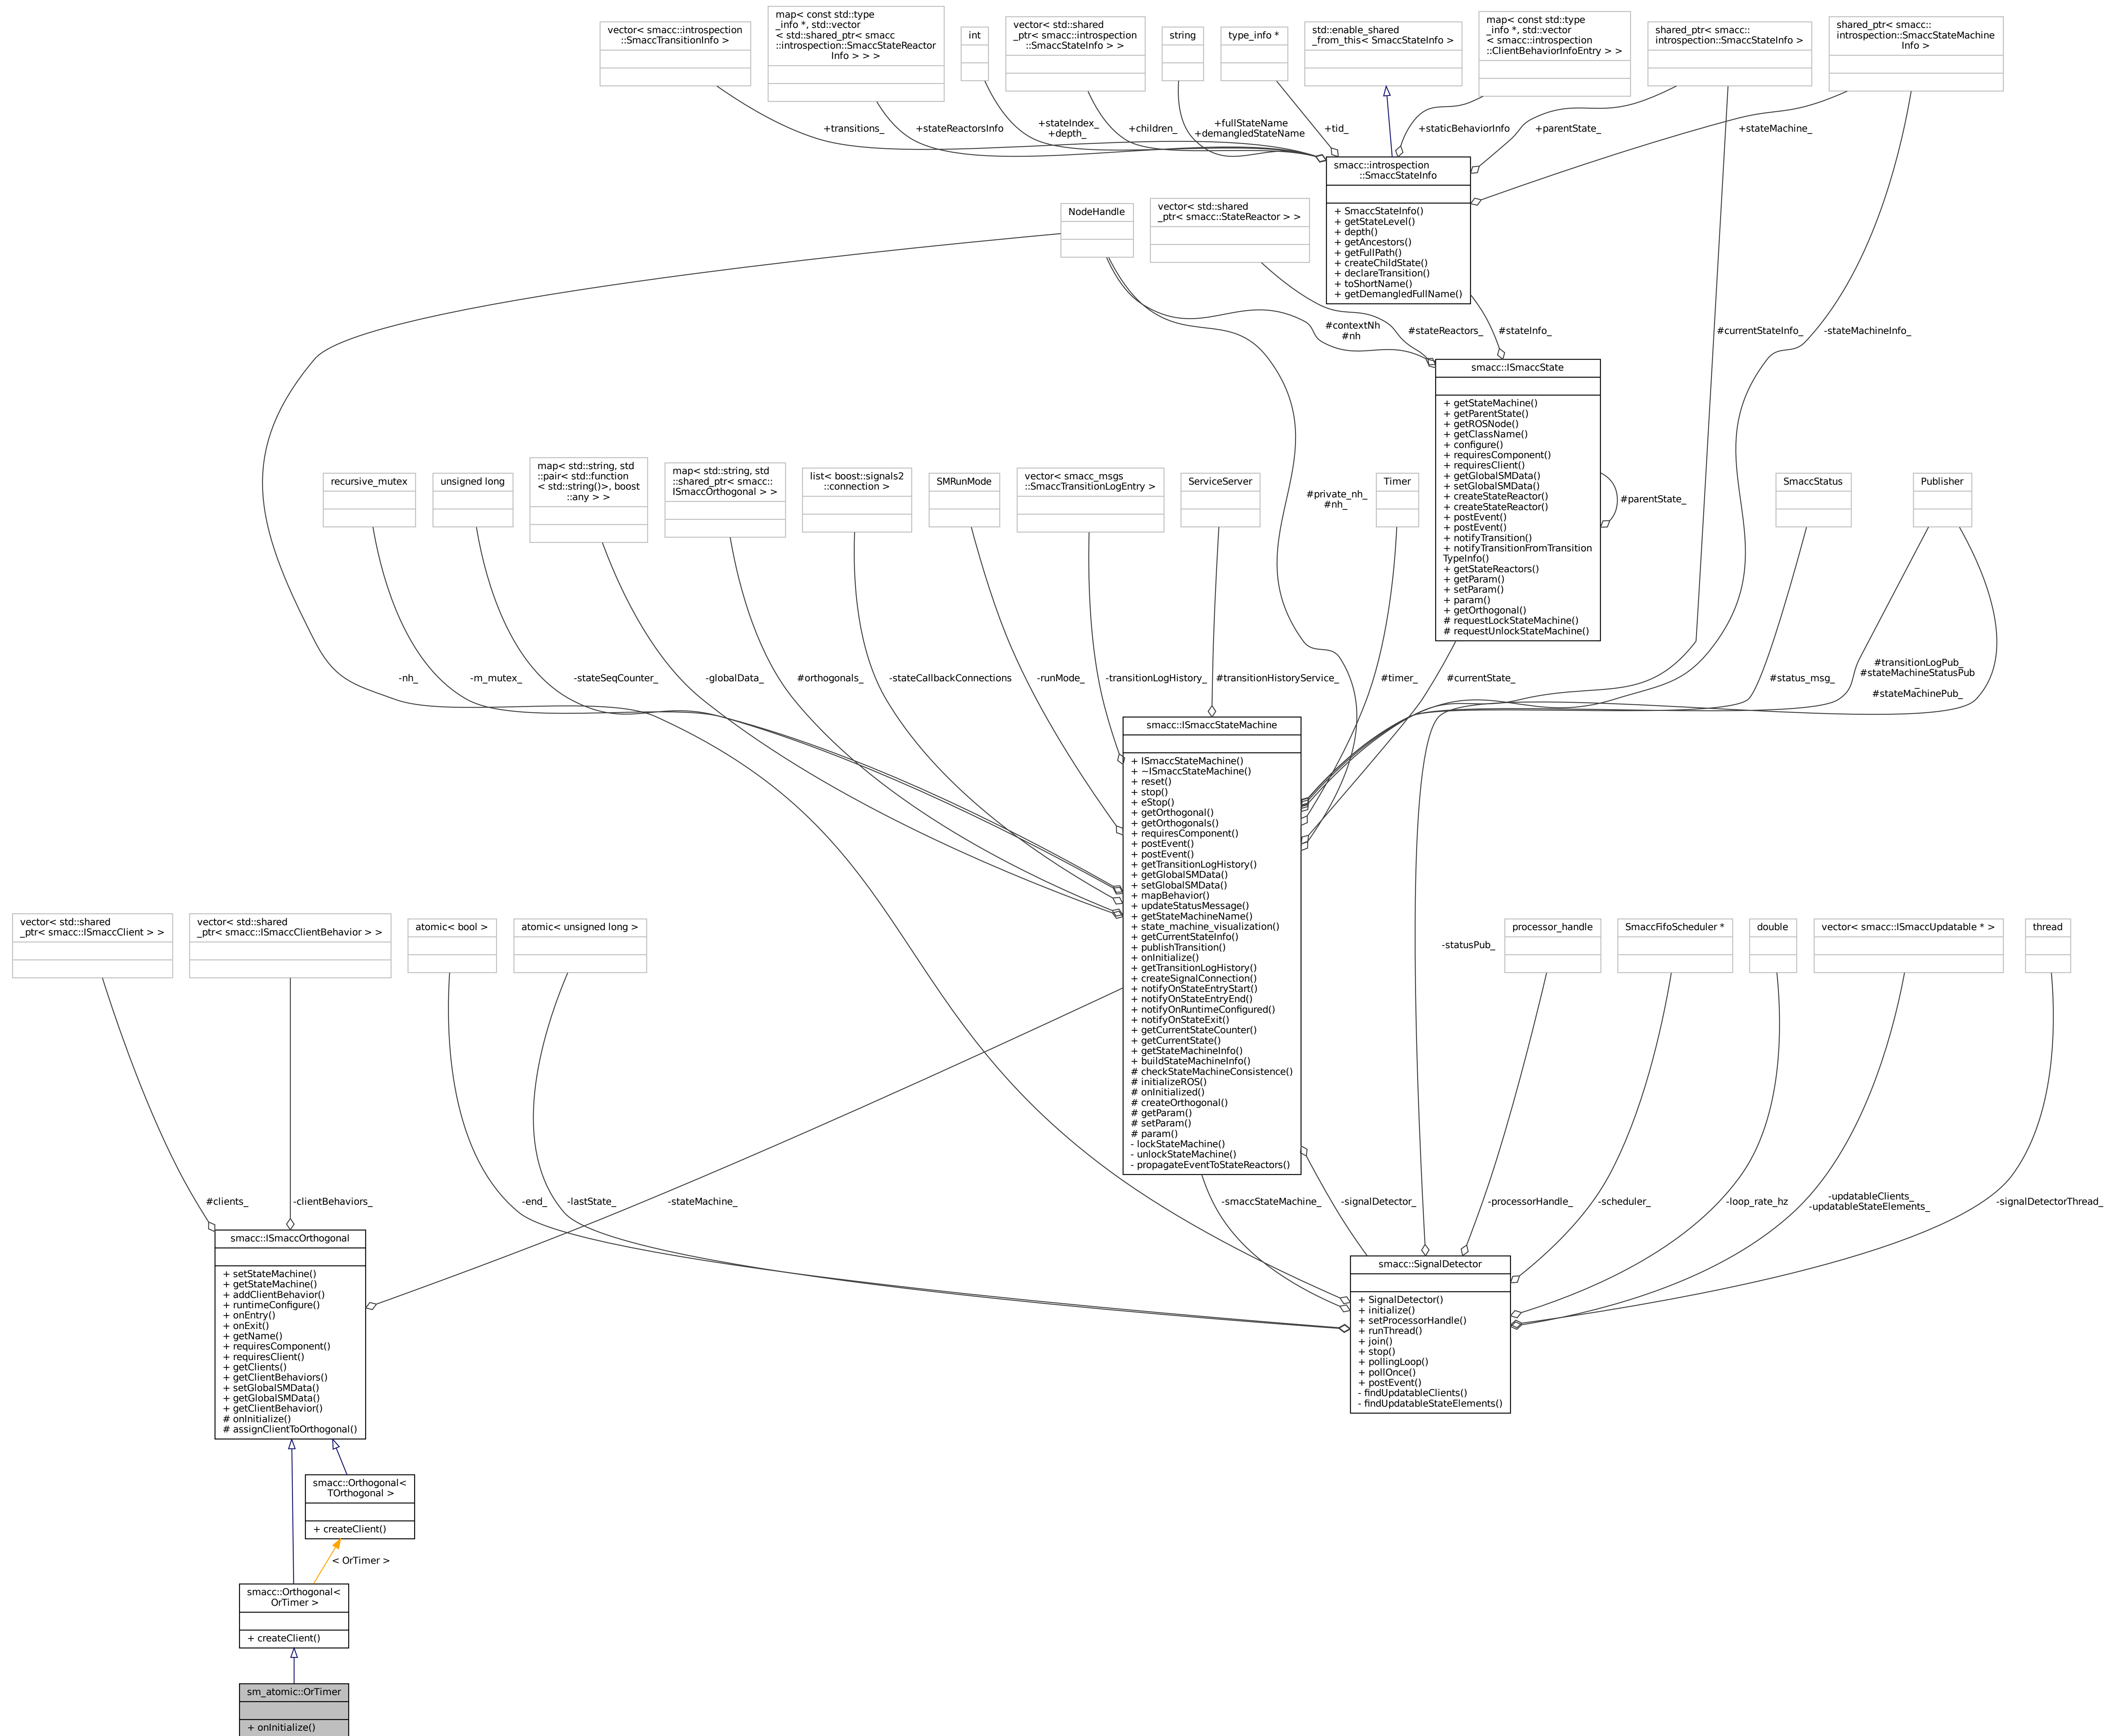 vector< smacc::introspection
::SmaccTransitionInfo >
map< const std::type
_info *, std::vector
< std::shared_ptr< smacc
::introspection::SmaccStateReactor
Info > > >
int
vector< std::shared
_ptr< smacc::introspection
::SmaccStateInfo > >
string
type_info *
std::enable_shared
_from_this< SmaccStateInfo >
map< const std::type
_info *, std::vector
< smacc::introspection
::ClientBehaviorInfoEntry > >
shared_ptr< smacc::
introspection::SmaccStateInfo >
shared_ptr< smacc::
introspection::SmaccStateMachine
Info >
+transitions_
+stateReactorsInfo
+stateIndex_
+depth_
+children_
+fullStateName
+demangledStateName
+tid_
+staticBehaviorInfo
+parentState_
+stateMachine_
smacc::introspection
::SmaccStateInfo
+ SmaccStateInfo()
+ getStateLevel()
+ depth()
+ getAncestors()
+ getFullPath()
+ createChildState()
+ declareTransition()
+ toShortName()
+ getDemangledFullName()
NodeHandle
vector< std::shared
_ptr< smacc::StateReactor > >
#contextNh
#nh
#stateReactors_
#stateInfo_
#currentStateInfo_
-stateMachineInfo_
smacc::ISmaccState
+ getStateMachine()
+ getParentState()
+ getROSNode()
+ getClassName()
+ configure()
+ requiresComponent()
+ requiresClient()
+ getGlobalSMData()
+ setGlobalSMData()
+ createStateReactor()
+ createStateReactor()
+ postEvent()
+ postEvent()
+ notifyTransition()
+ notifyTransitionFromTransition
TypeInfo()
+ getStateReactors()
+ getParam()
+ setParam()
+ param()
+ getOrthogonal()
# requestLockStateMachine()
# requestUnlockStateMachine()
#parentState_
recursive_mutex
unsigned long
map< std::string, std
::pair< std::function
< std::string()>, boost
::any > >
map< std::string, std
::shared_ptr< smacc::
ISmaccOrthogonal > >
list< boost::signals2
::connection >
SMRunMode
vector< smacc_msgs
::SmaccTransitionLogEntry >
ServiceServer
#private_nh_
#nh_
Timer
SmaccStatus
Publisher
-nh_
-m_mutex_
-stateSeqCounter_
-globalData_
#orthogonals_
-stateCallbackConnections
-runMode_
-transitionLogHistory_
#transitionHistoryService_
#timer_
#currentState_
#status_msg_
#transitionLogPub_
#stateMachineStatusPub
_
#stateMachinePub_
smacc::ISmaccStateMachine
+ ISmaccStateMachine()
+ ~ISmaccStateMachine()
+ reset()
+ stop()
+ eStop()
+ getOrthogonal()
+ getOrthogonals()
+ requiresComponent()
+ postEvent()
+ postEvent()
+ getTransitionLogHistory()
+ getGlobalSMData()
+ setGlobalSMData()
+ mapBehavior()
+ updateStatusMessage()
+ getStateMachineName()
+ state_machine_visualization()
+ getCurrentStateInfo()
+ publishTransition()
+ onInitialize()
+ getTransitionLogHistory()
+ createSignalConnection()
+ notifyOnStateEntryStart()
+ notifyOnStateEntryEnd()
+ notifyOnRuntimeConfigured()
+ notifyOnStateExit()
+ getCurrentStateCounter()
+ getCurrentState()
+ getStateMachineInfo()
+ buildStateMachineInfo()
# checkStateMachineConsistence()
# initializeROS()
# onInitialized()
# createOrthogonal()
# getParam()
# setParam()
# param()
- lockStateMachine()
- unlockStateMachine()
- propagateEventToStateReactors()
vector< std::shared
_ptr< smacc::ISmaccClient > >
vector< std::shared
_ptr< smacc::ISmaccClientBehavior > >
atomic< bool >
atomic< unsigned long >
-statusPub_
processor_handle
SmaccFifoScheduler *
double
vector< smacc::ISmaccUpdatable * >
thread
#clients_
-clientBehaviors_
-end_
-lastState_
-stateMachine_
-smaccStateMachine_
-signalDetector_
-processorHandle_
-scheduler_
-loop_rate_hz
-updatableClients_
-updatableStateElements_
-signalDetectorThread_
smacc::ISmaccOrthogonal
+ setStateMachine()
+ getStateMachine()
+ addClientBehavior()
+ runtimeConfigure()
+ onEntry()
+ onExit()
+ getName()
+ requiresComponent()
+ requiresClient()
+ getClients()
+ getClientBehaviors()
+ setGlobalSMData()
+ getGlobalSMData()
+ getClientBehavior()
# onInitialize()
# assignClientToOrthogonal()
smacc::SignalDetector
+ SignalDetector()
+ initialize()
+ setProcessorHandle()
+ runThread()
+ join()
+ stop()
+ pollingLoop()
+ pollOnce()
+ postEvent()
- findUpdatableClients()
- findUpdatableStateElements()
smacc::Orthogonal<
TOrthogonal >
+ createClient()
< OrTimer >
smacc::Orthogonal<
OrTimer >
+ createClient()
sm_atomic::OrTimer
+ onInitialize()